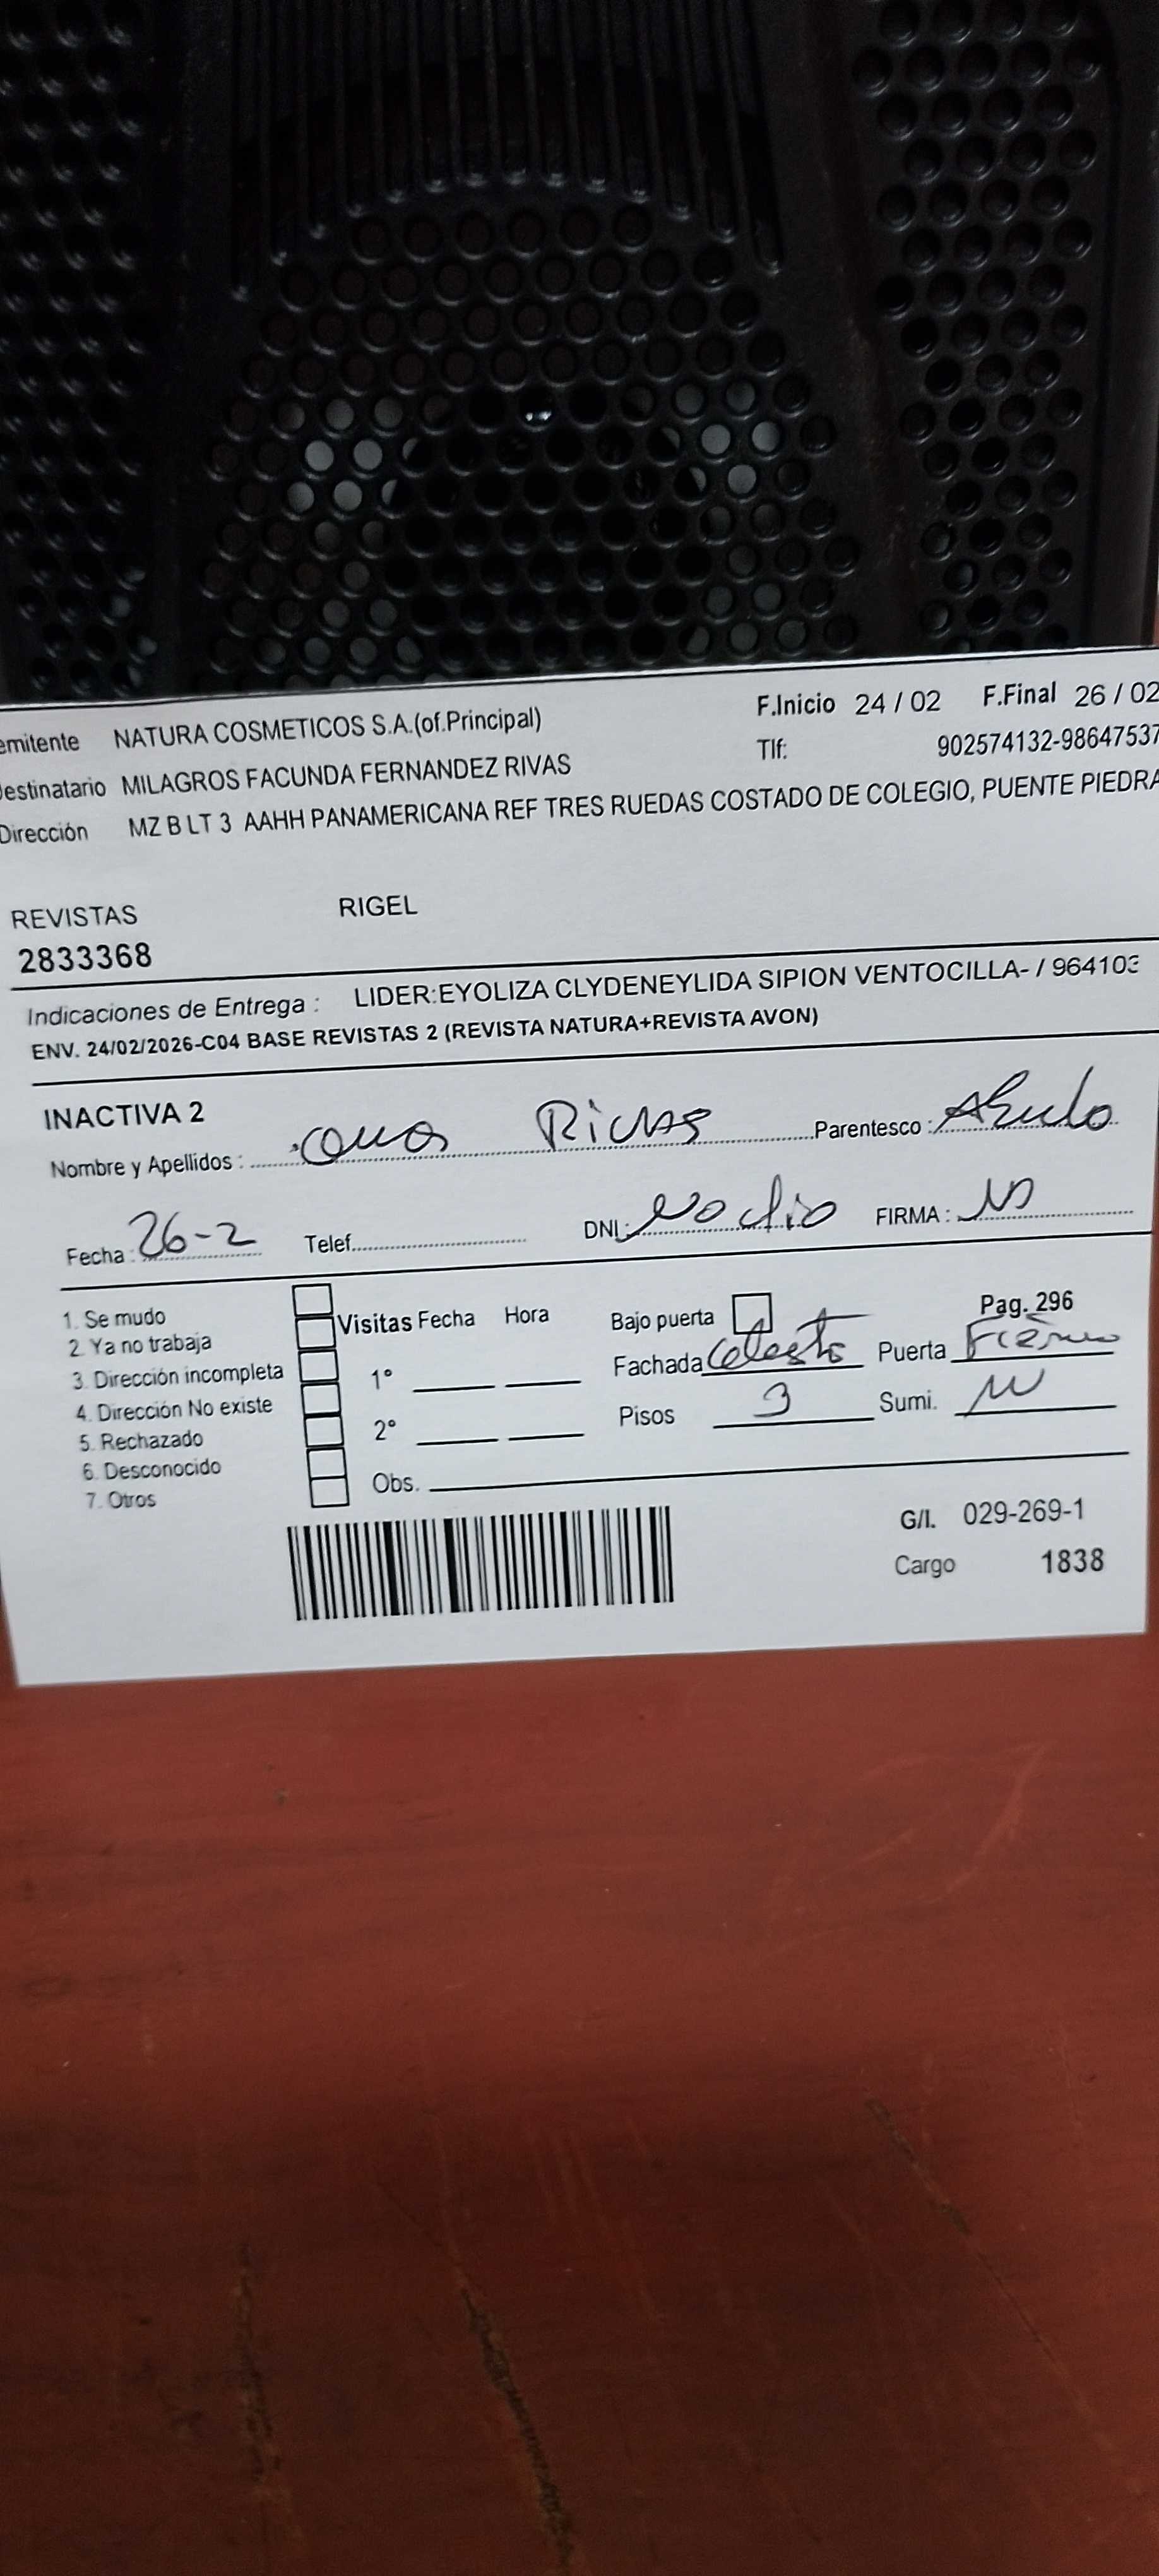 emitente NATURA COSMETICOS S.A.(of.Principal) F.Inicio 24 / 02 F.Final 26 / 02
Destinatario MILAGROS FACUNDA FERNANDEZ RIVAS Tlf: 902574132-98647537
Dirección MZ B LT 3 AAHH PANAMERICANA REF TRES RUEDAS COSTADO DE COLEGIO, PUENTE PIEDRA
REVISTAS RIGEL
2833368
Indicaciones de Entrega : LIDER:EYOLIZA CLYDENEYLIDA SIPION VENTOCILLA- / 964103
ENV. 24/02/2026-C04 BASE REVISTAS 2 (REVISTA NATURA+REVISTA AVON)
INACTIVA 2
Nombre y Apellidos : Rivas Parentesco :
Fecha : 26-2 Telef. DNI : No dio FIRMA :
1. Se mudo
2. Ya no trabaja
3. Dirección incompleta
4. Dirección No existe
5. Rechazado
6. Desconocido
7. Otros
Visitas Fecha Hora
1°
2°
Obs.
Bajo puerta Pag. 296
Fachada Celeste Puerta Fierro
Pisos 3 Sumi.
G/I. 029-269-1
Cargo 1838